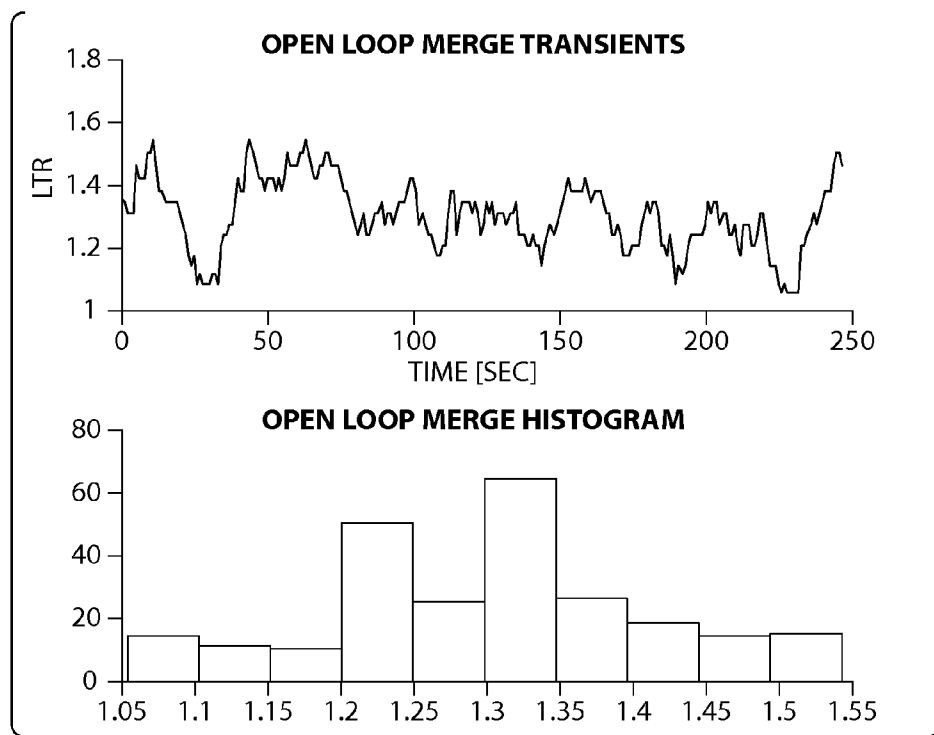 OPEN LOOP MERGE TRANSIENTS
1.8
1.6
1.4
1.2
1
LTR
0 50 100 150 200 250
TIME [SEC]
OPEN LOOP MERGE HISTOGRAM
80
60
40
20
0
1.05 1.1 1.15 1.2 1.25 1.3 1.35 1.4 1.45 1.5 1.55